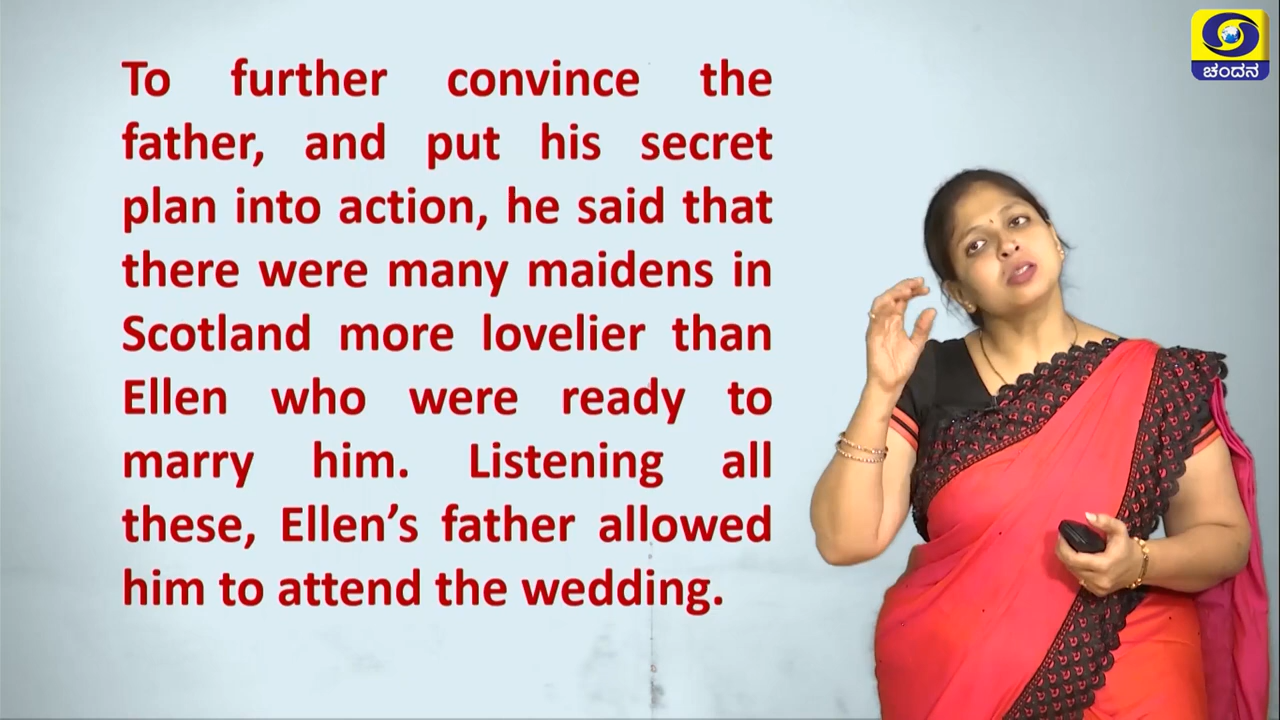 To further convince the
father, and put his secret
plan into action, he said that
there were many maidens in
Scotland more lovelier than
Ellen who were ready to
marry him. Listening all
these, Ellen’s father allowed
him to attend the wedding.
ಚಂದನ